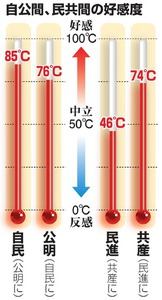 自公間、民共間の好感度
好感
100℃
85℃
76℃
74℃
中立
50℃
46℃
0℃
反感
自民(公明に)
公明(自民に)
民進(共産に)
共産(民進に)